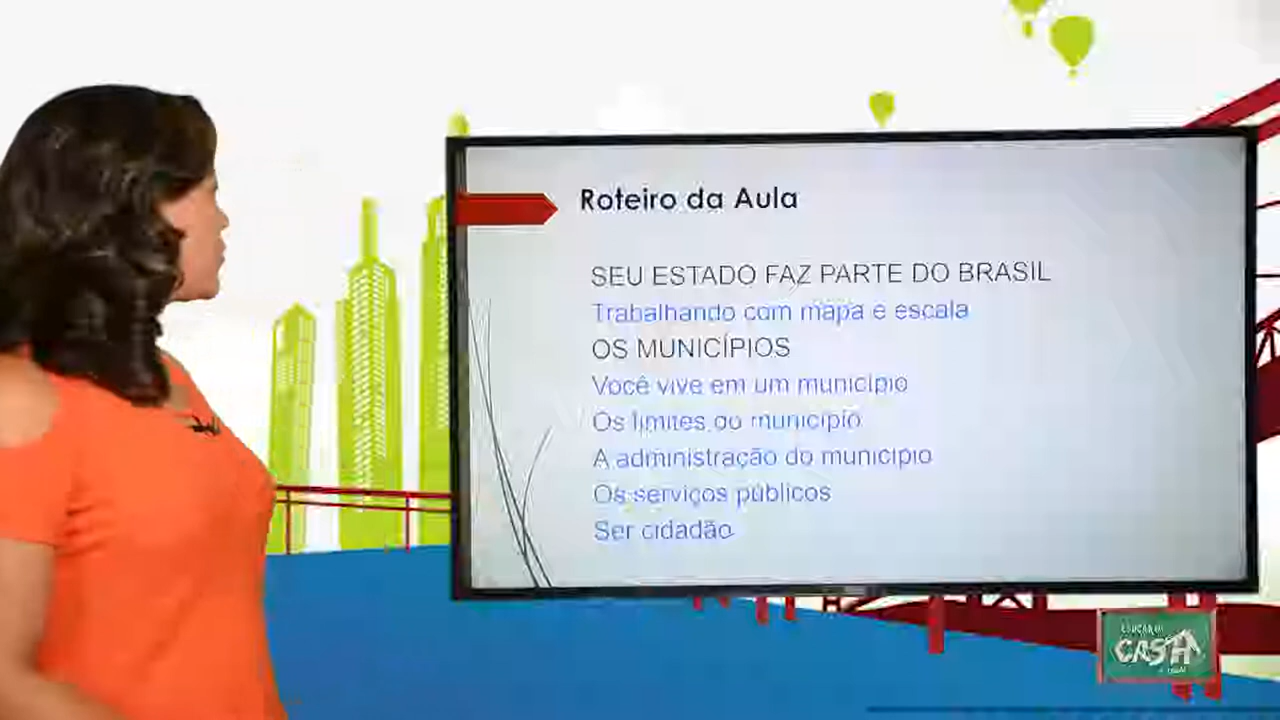 Roteiro da Aula
SEU ESTADO FAZ PARTE DO BRASIL
Trabalhando com mapa e escala
OS MUNICÍPIOS
Você vive em um município
Os limites do município
A administração do município
Os serviços públicos
Ser cidadão